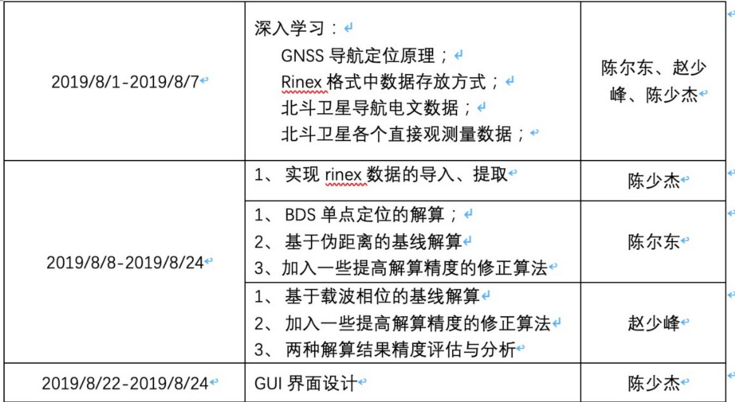 2019/8/1-2019/8/7
深入学习：
GNSS 导航定位原理；
Rinex 格式中数据存放方式；
北斗卫星导航电文数据；
北斗卫星各个直接观测量数据；
陈尔东、赵少
峰、陈少杰
2019/8/8-2019/8/24
1、 实现 rinex 数据的导入、提取
陈少杰
1、 BDS 单点定位的解算；
2、 基于伪距离的基线解算
3、加入一些提高解算精度的修正算法
陈尔东
1、 基于载波相位的基线解算
2、 加入一些提高解算精度的修正算法
3、 两种解算结果精度评估与分析
赵少峰
2019/8/22-2019/8/24
GUI 界面设计
陈少杰